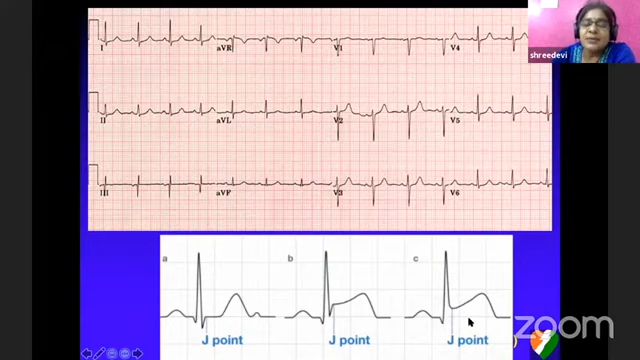 I aVR V1 V4
shreedevi
II aVL V2 V5
III aVF V3 V6
a b c
J point J point J point
zoom